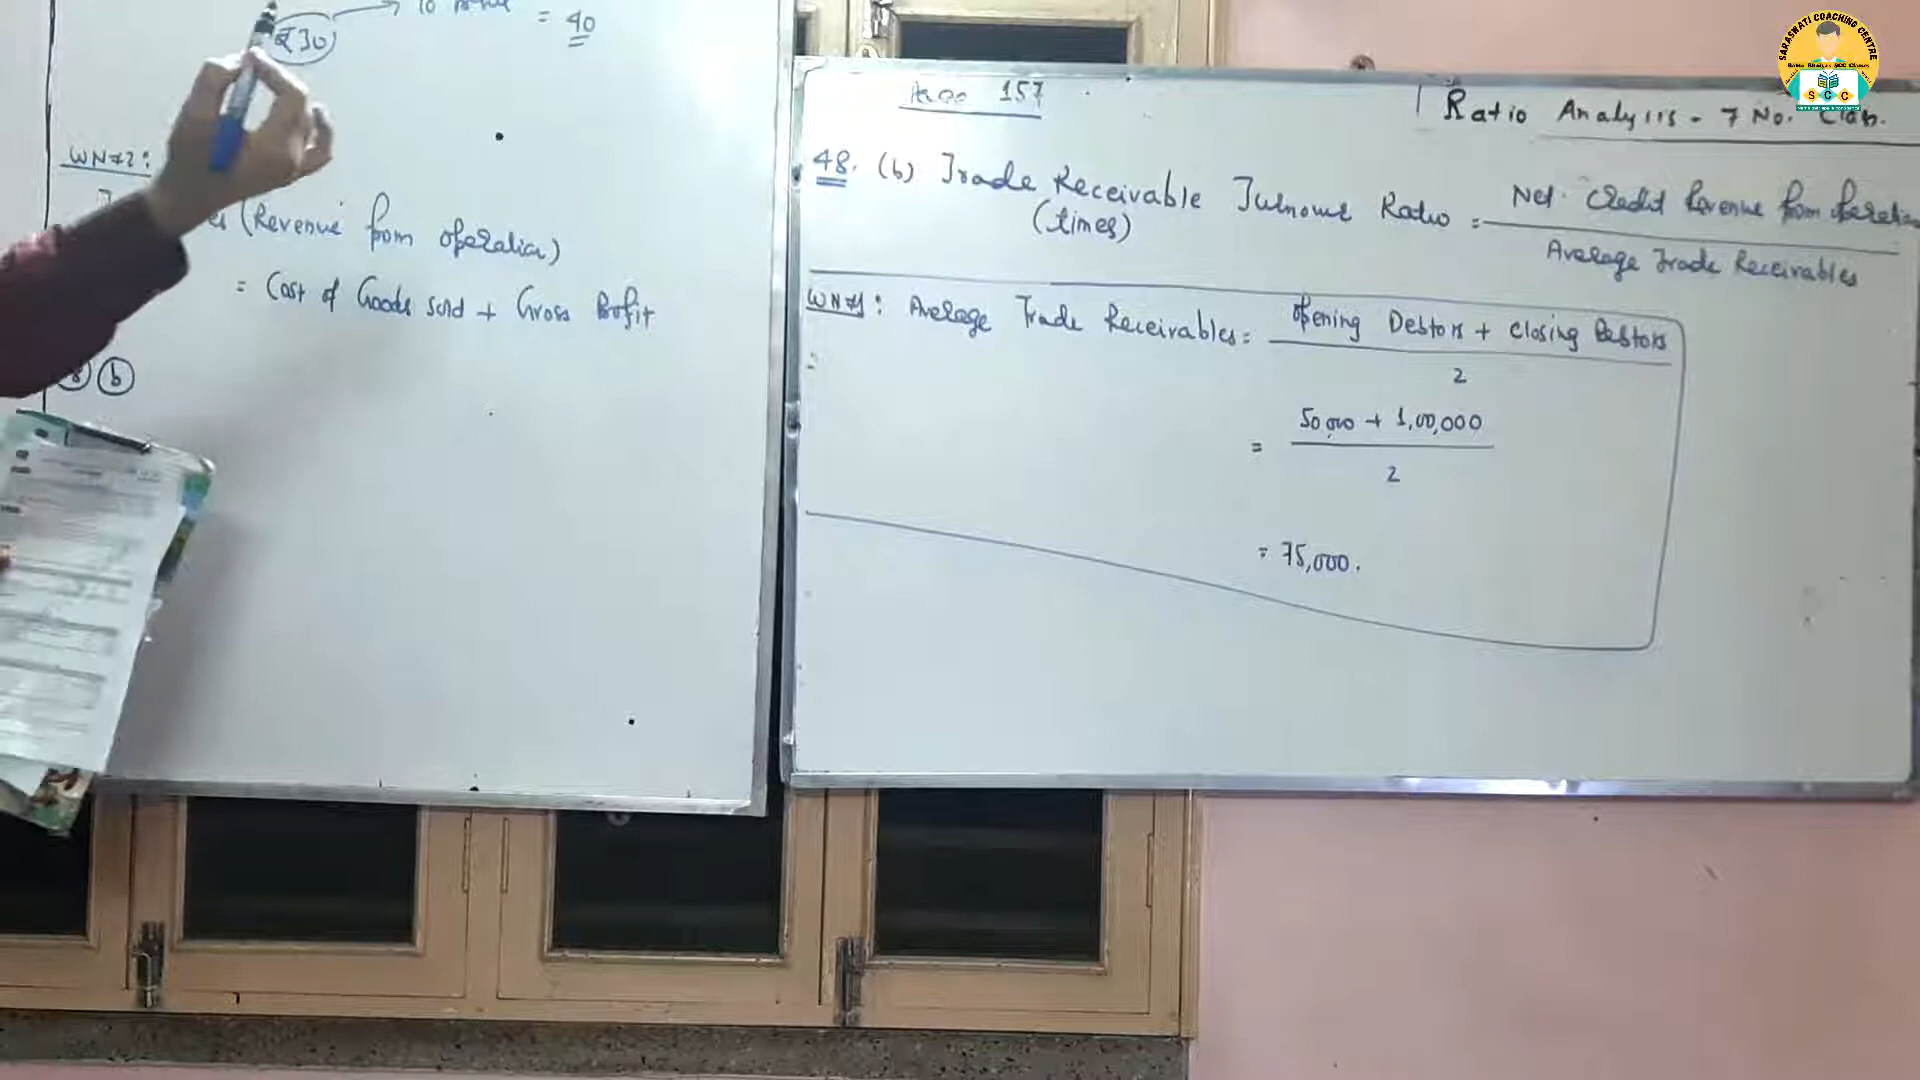 ₹30 → 10
= 40
WN#2:
(Revenue from operation)
= Cost of Goods sold + Gross Profit
b
Page 157
Ratio Analysis - 7 No. Class.
48. (b) Trade Receivable Turnover Ratio = Net Credit Revenue from operation
(times)
Average Trade Receivables
WN#1: Average Trade Receivables = opening Debtors + closing Debtors
2
=
= 50,000 + 1,00,000
2
= 75,000.
SARASWATI COACHING CENTRE
SCC